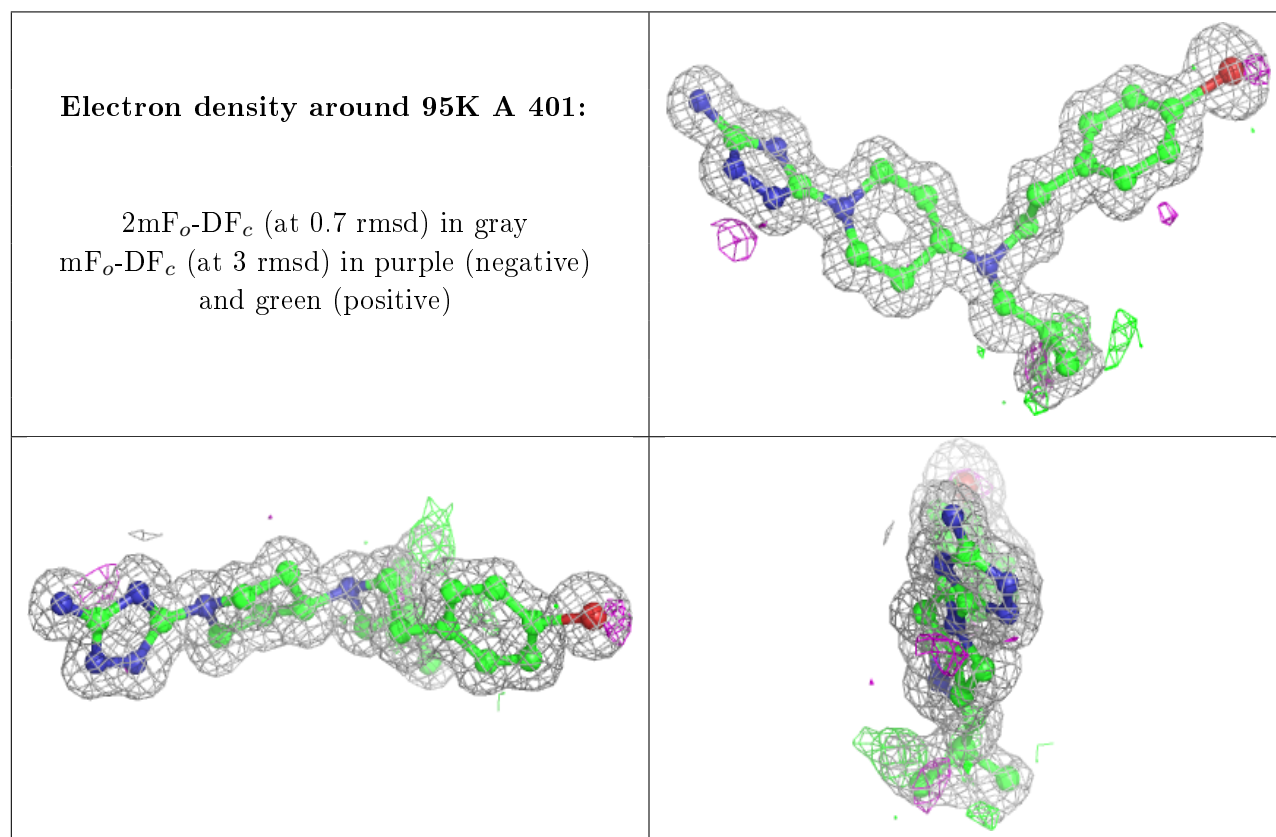 Electron density around 95K A 401:
2mFₒ-DF𝒸 (at 0.7 rmsd) in gray
mFₒ-DF𝒸 (at 3 rmsd) in purple (negative)
and green (positive)